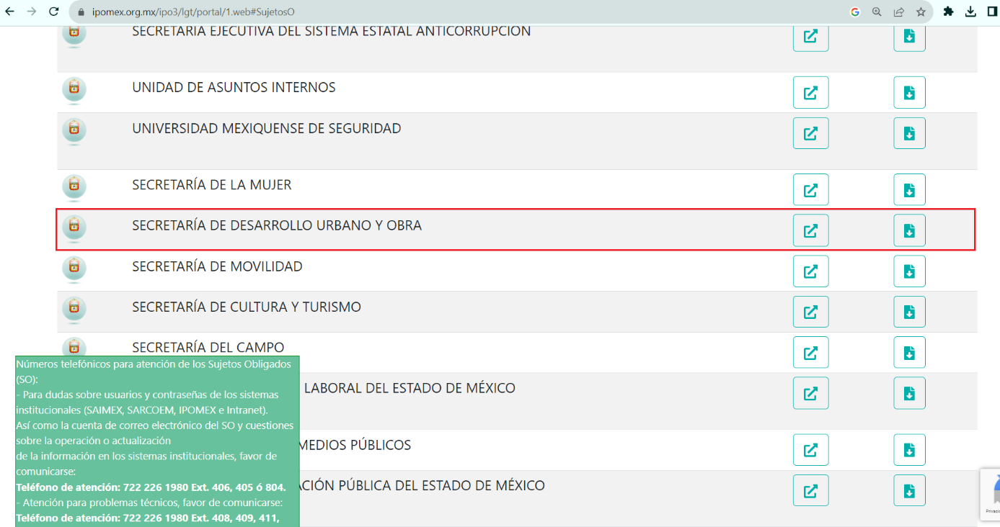 ipomex.org.mx/ipo3/lgt/portal/1.web#SujetosO
SECRETARÍA EJECUTIVA DEL SISTEMA ESTATAL ANTICORRUPCIÓN
UNIDAD DE ASUNTOS INTERNOS
UNIVERSIDAD MEXIQUENSE DE SEGURIDAD
SECRETARÍA DE LA MUJER
SECRETARÍA DE DESARROLLO URBANO Y OBRA
SECRETARÍA DE MOVILIDAD
SECRETARÍA DE CULTURA Y TURISMO
SECRETARÍA DEL CAMPO
LABORAL DEL ESTADO DE MÉXICO
MEDIOS PÚBLICOS
ACIÓN PÚBLICA DEL ESTADO DE MÉXICO
Números telefónicos para atención de los Sujetos Obligados
(SO):
- Para dudas sobre usuarios y contraseñas de los sistemas
institucionales (SAIMEX, SARCOEM, IPOMEX e Intranet).
Así como la cuenta de correo electrónico del SO y cuestiones
sobre la operación o actualización
de la información en los sistemas institucionales, favor de
comunicarse:
Teléfono de atención: 722 226 1980 Ext. 406, 405 ó 804.
- Atención para problemas técnicos, favor de comunicarse:
Teléfono de atención: 722 226 1980 Ext. 408, 409, 411,